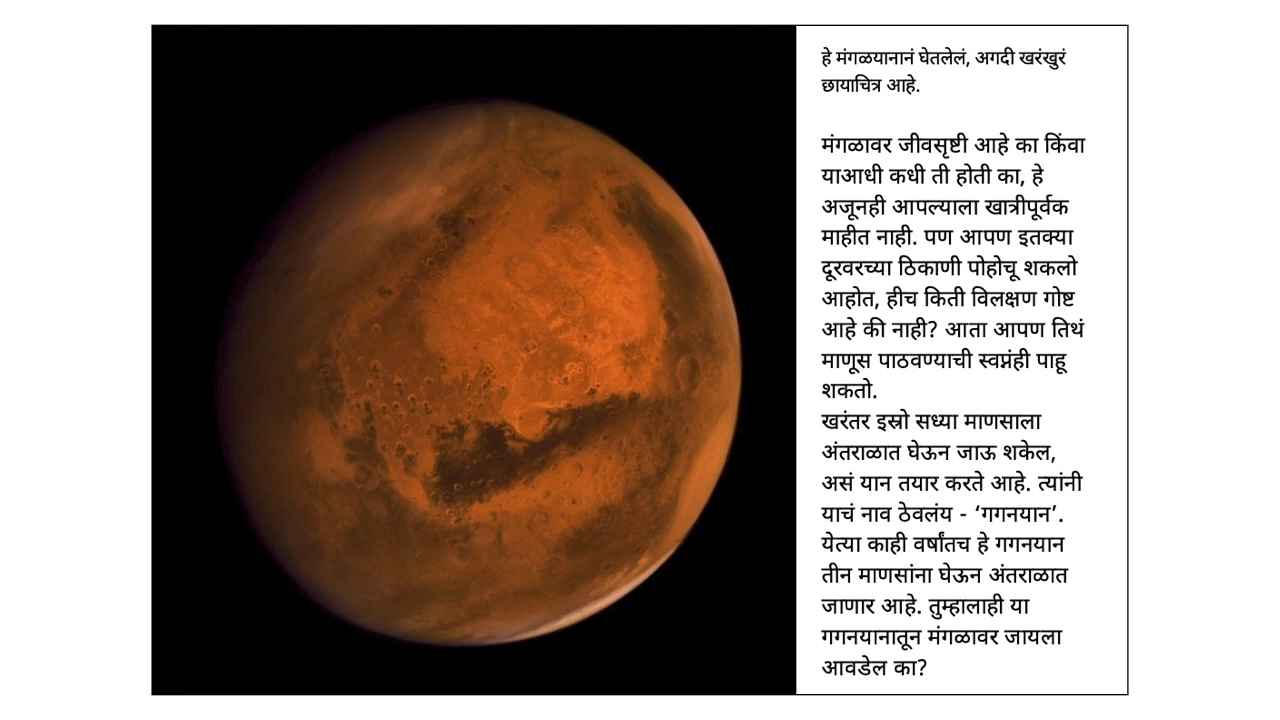 हे मंगळयानानं घेतलेलं, अगदी खरंखुरं
छायाचित्र आहे.
मंगळावर जीवसृष्टी आहे का किंवा
याआधी कधी ती होती का, हे
अजूनही आपल्याला खात्रीपूर्वक
माहीत नाही. पण आपण इतक्या
दूरवरच्या ठिकाणी पोहोचू शकलो
आहोत, हीच किती विलक्षण गोष्ट
आहे की नाही? आता आपण तिथं
माणूस पाठवण्याची स्वप्नंही पाहू
शकतो.
खरंतर इस्रो सध्या माणसाला
अंतराळात घेऊन जाऊ शकेल,
असं यान तयार करते आहे. त्यांनी
याचं नाव ठेवलंय - ‘गगनयान’.
येत्या काही वर्षांतच हे गगनयान
तीन माणसांना घेऊन अंतराळात
जाणार आहे. तुम्हालाही या
गगनयानातून मंगळावर जायला
आवडेल का?